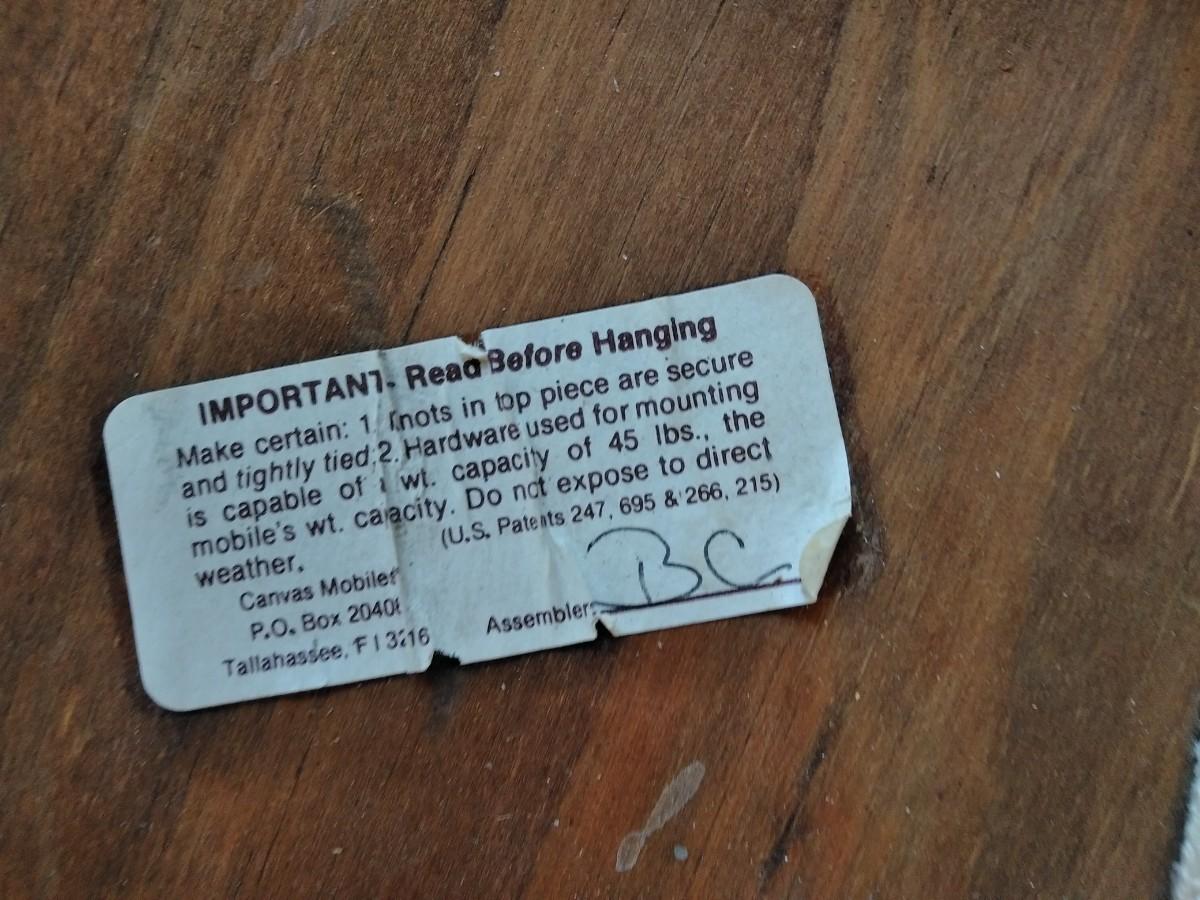 IMPORTANT- Read Before Hanging
Make certain: 1. Knots in top piece are secure
and tightly tied. 2. Hardware used for mounting
is capable of a wt. capacity of 45 lbs., the
mobile's wt. capacity. Do not expose to direct
weather.
(U.S. Patents 247, 695 & 266, 215)
Canvas Mobiles
P.O. Box
Tallahassee, Fl
Assembler: BC